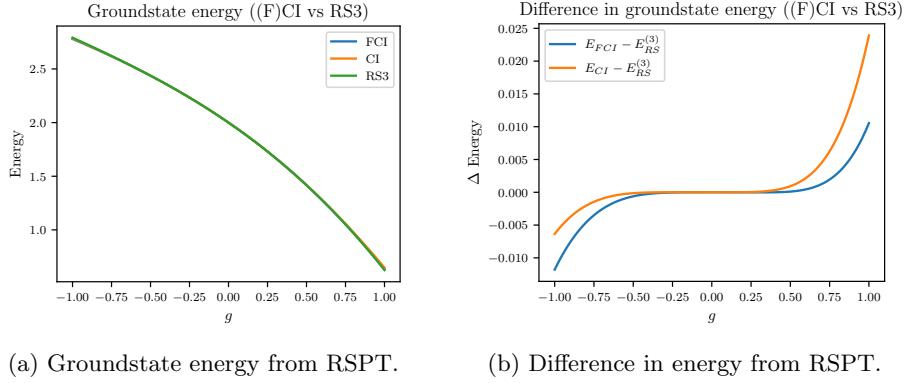 Groundstate energy ((F)CI vs RS3)
FCI
CI
RS3
Energy
2.5
2.0
1.5
1.0
−1.00 −0.75 −0.50 −0.25 0.00 0.25 0.50 0.75 1.00
g
(a) Groundstate energy from RSPT.
Difference in groundstate energy ((F)CI vs RS3)
E_{FCI} − E_{RS}^{(3)}
E_{CI} − E_{RS}^{(3)}
Δ Energy
0.025
0.020
0.015
0.010
0.005
0.000
−0.005
−0.010
−1.00 −0.75 −0.50 −0.25 0.00 0.25 0.50 0.75 1.00
g
(b) Difference in energy from RSPT.